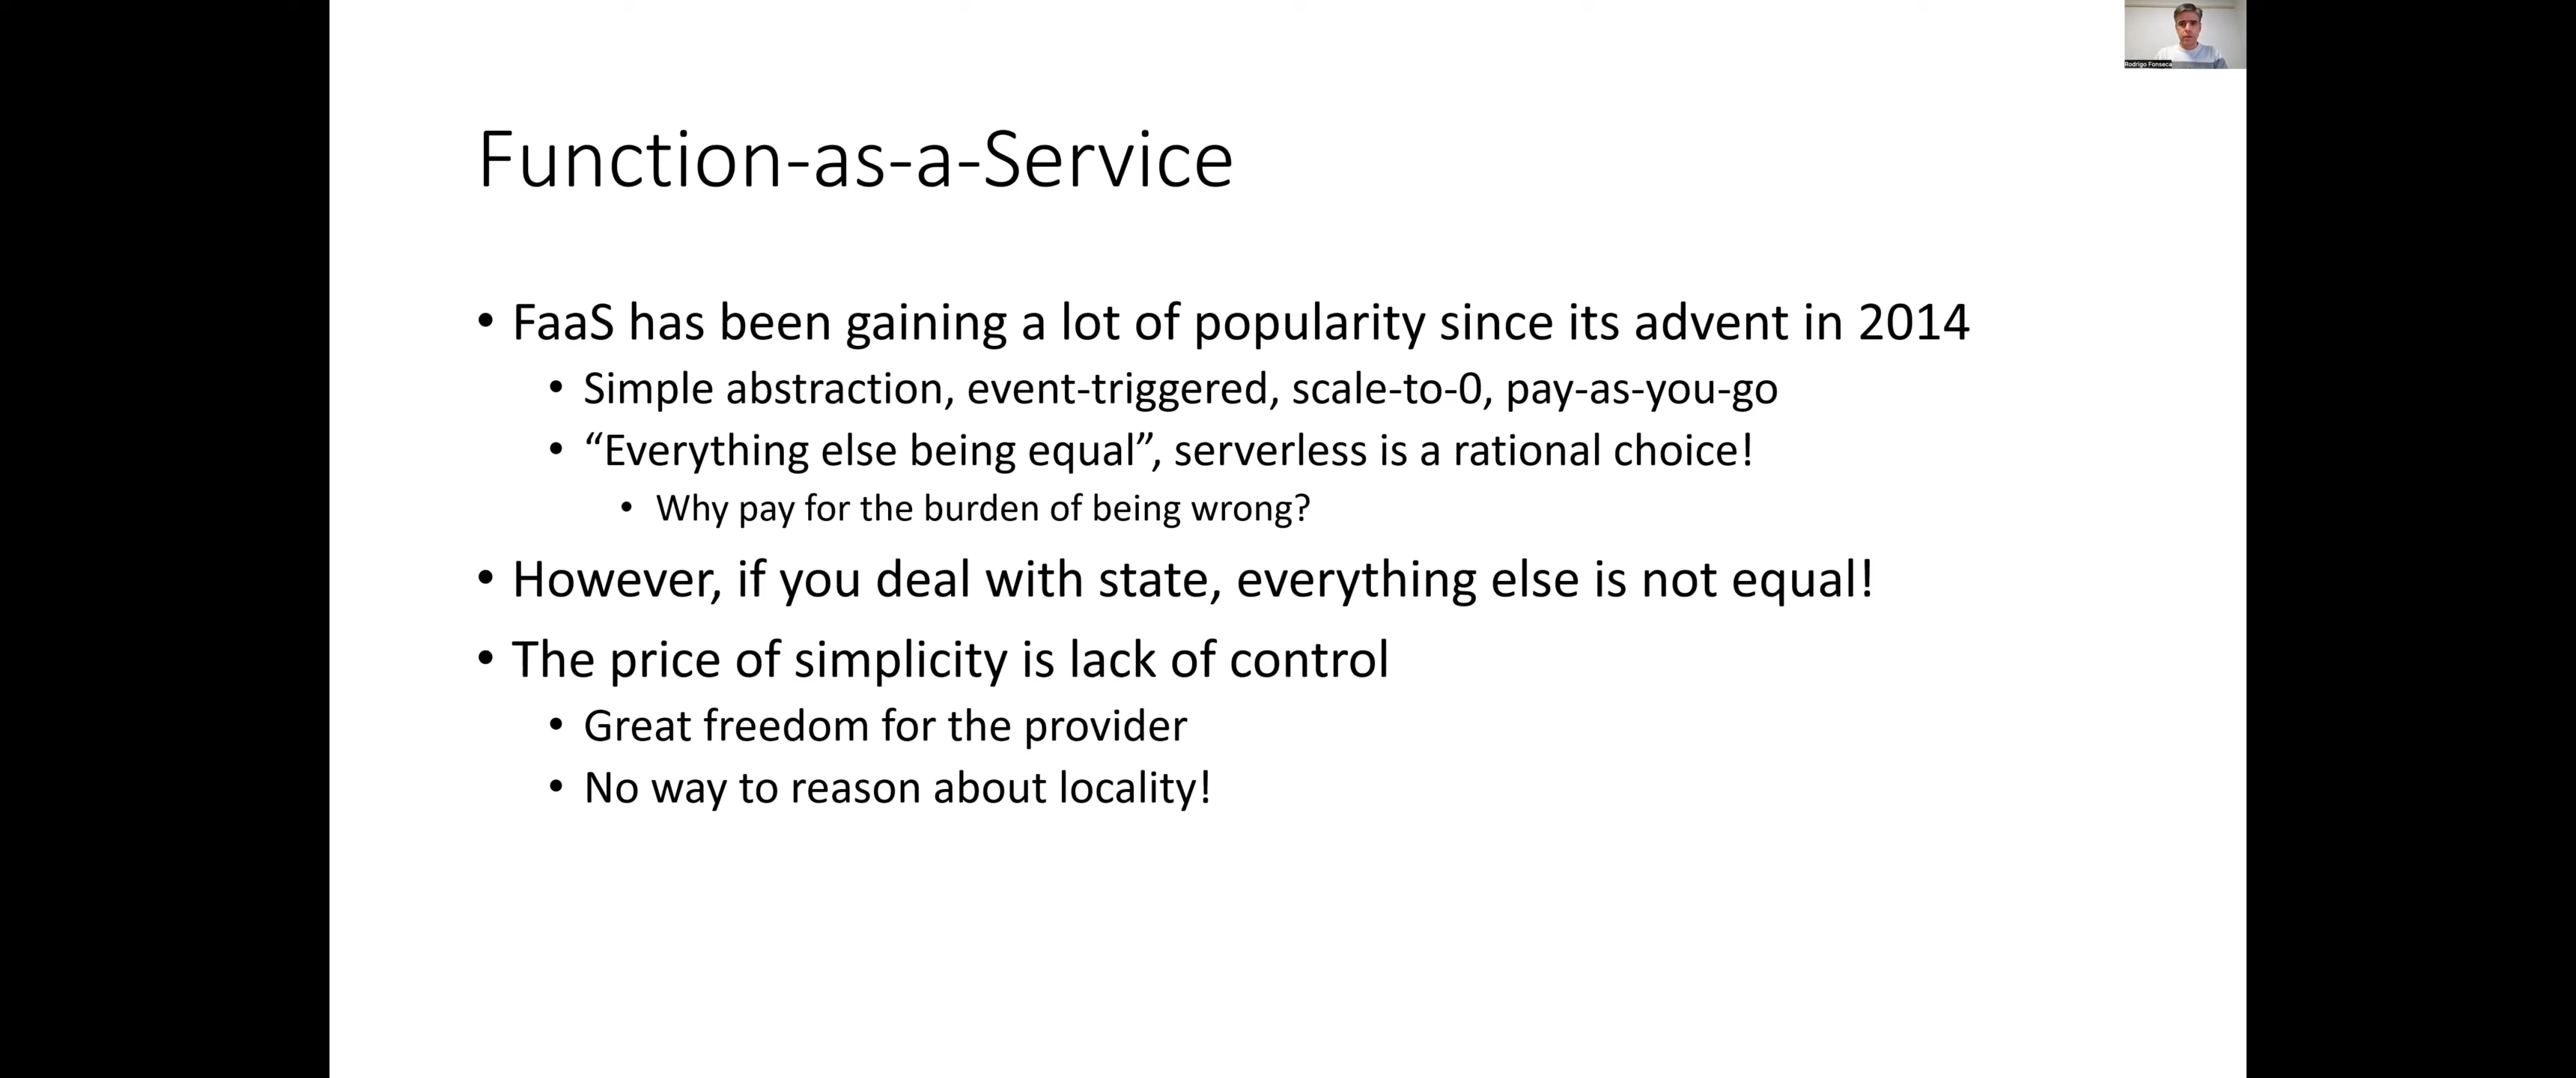 Rodrigo Fonseca
Function-as-a-Service
• FaaS has been gaining a lot of popularity since its advent in 2014
• Simple abstraction, event-triggered, scale-to-0, pay-as-you-go
• “Everything else being equal”, serverless is a rational choice!
• Why pay for the burden of being wrong?
• However, if you deal with state, everything else is not equal!
• The price of simplicity is lack of control
• Great freedom for the provider
• No way to reason about locality!